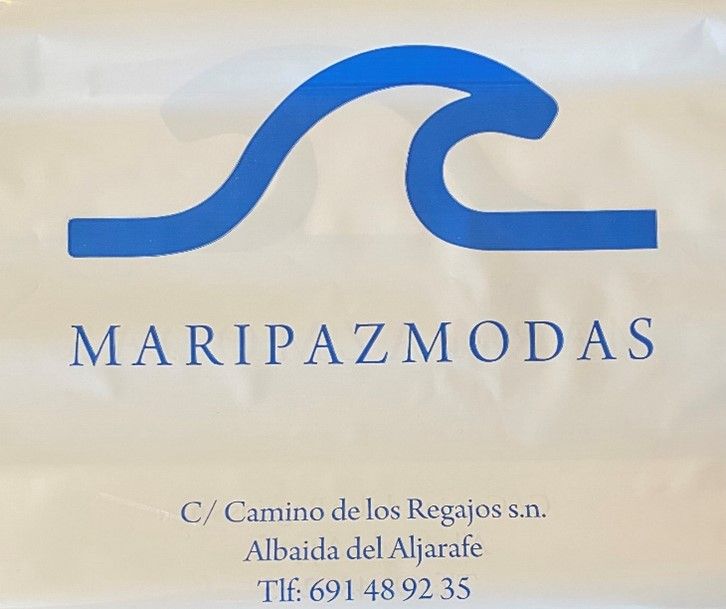 MARIPAZMODAS
C/ Camino de los Regajos s.n.
Albaida del Aljarafe
Tlf: 691 48 92 35